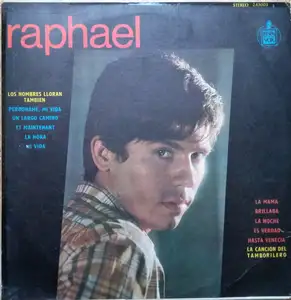 STEREO
raphael
LOS HOMBRES LLORAN
TAMBIEN
PERDONAME, MI VIDA
UN LARGO CAMINO
ET MAINTENANT
LA HORA
MI VIDA
LA MAMA
BRILLABA
LA NOCHE
ES VERDAD
HASTA VENECIA
LA CANCION DEL
TAMBORILERO